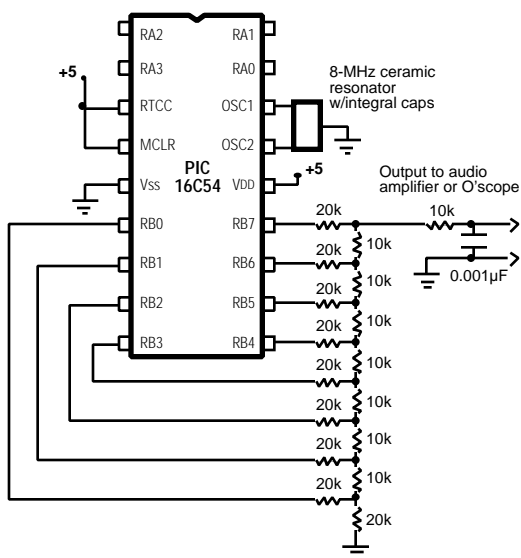 RA2
RA1
+5
RA3
RA0
8-MHz ceramic
resonator
w/integral caps
RTCC
OSC1
MCLR
OSC2
PIC
16C54
+5
Vss
VDD
Output to audio
amplifier or O'scope
20k
10k
RB0
RB7
10k
20k
RB1
RB6
10k
0.001µF
20k
RB2
RB5
10k
20k
RB3
RB4
10k
20k
10k
20k
10k
20k
10k
20k
20k